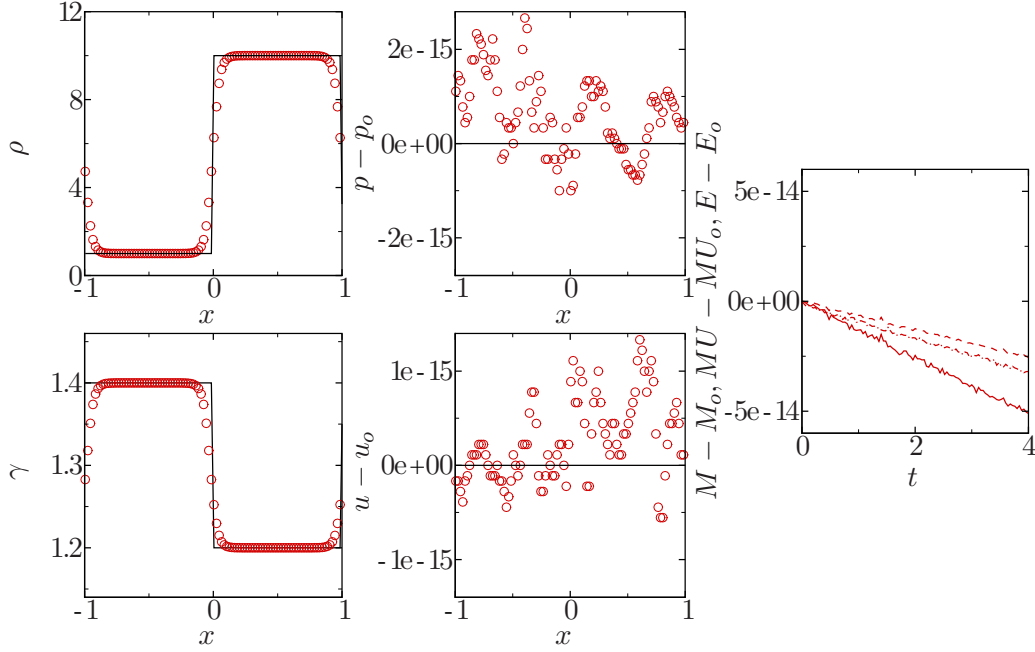 12
8
4
0
ρ
-1
0
1
x
2e-15
0e+00
-2e-15
p − p_o
-1
0
1
x
1.4
1.3
1.2
γ
-1
0
1
x
1e-15
0e+00
-1e-15
u − u_o
-1
0
1
x
M − M_o, MU − MU_o, E − E_o
5e-14
0e+00
-5e-14
0
2
4
t